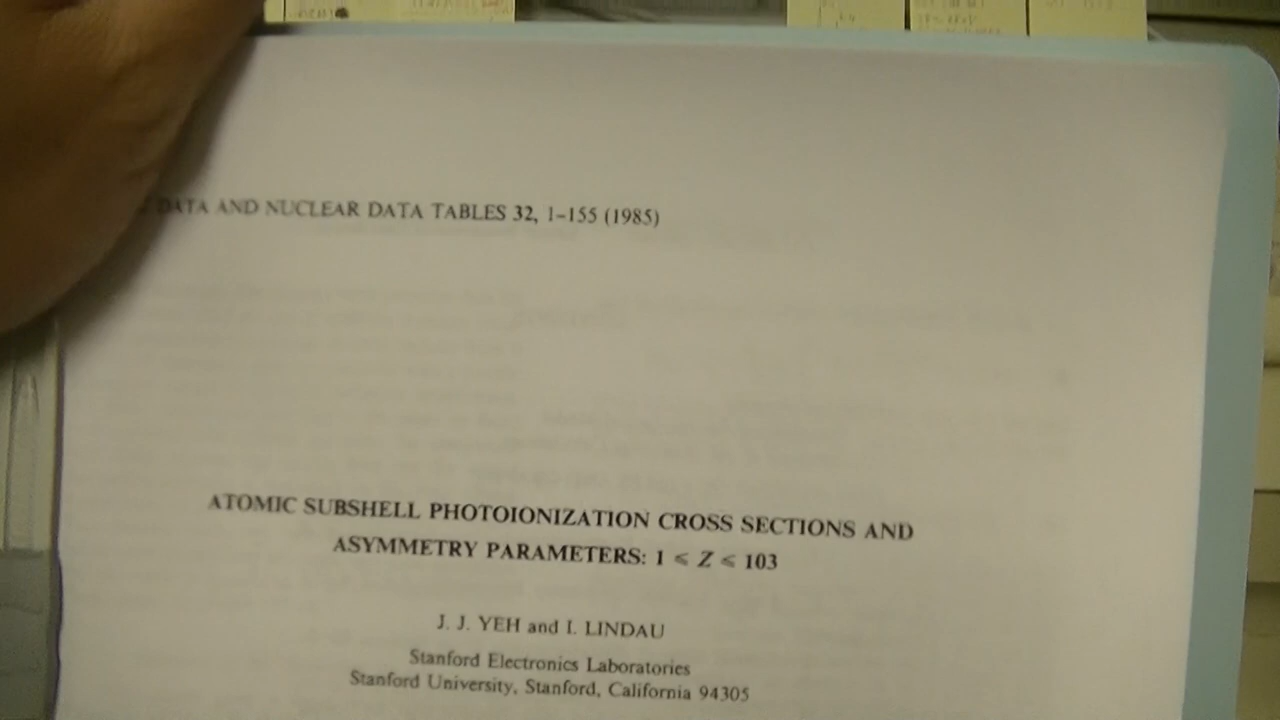 DATA AND NUCLEAR DATA TABLES 32, 1–155 (1985)
ATOMIC SUBSHELL PHOTOIONIZATION CROSS SECTIONS AND
ASYMMETRY PARAMETERS: 1 ⩽ Z ⩽ 103
J. J. YEH and I. LINDAU
Stanford Electronics Laboratories
Stanford University, Stanford, California 94305